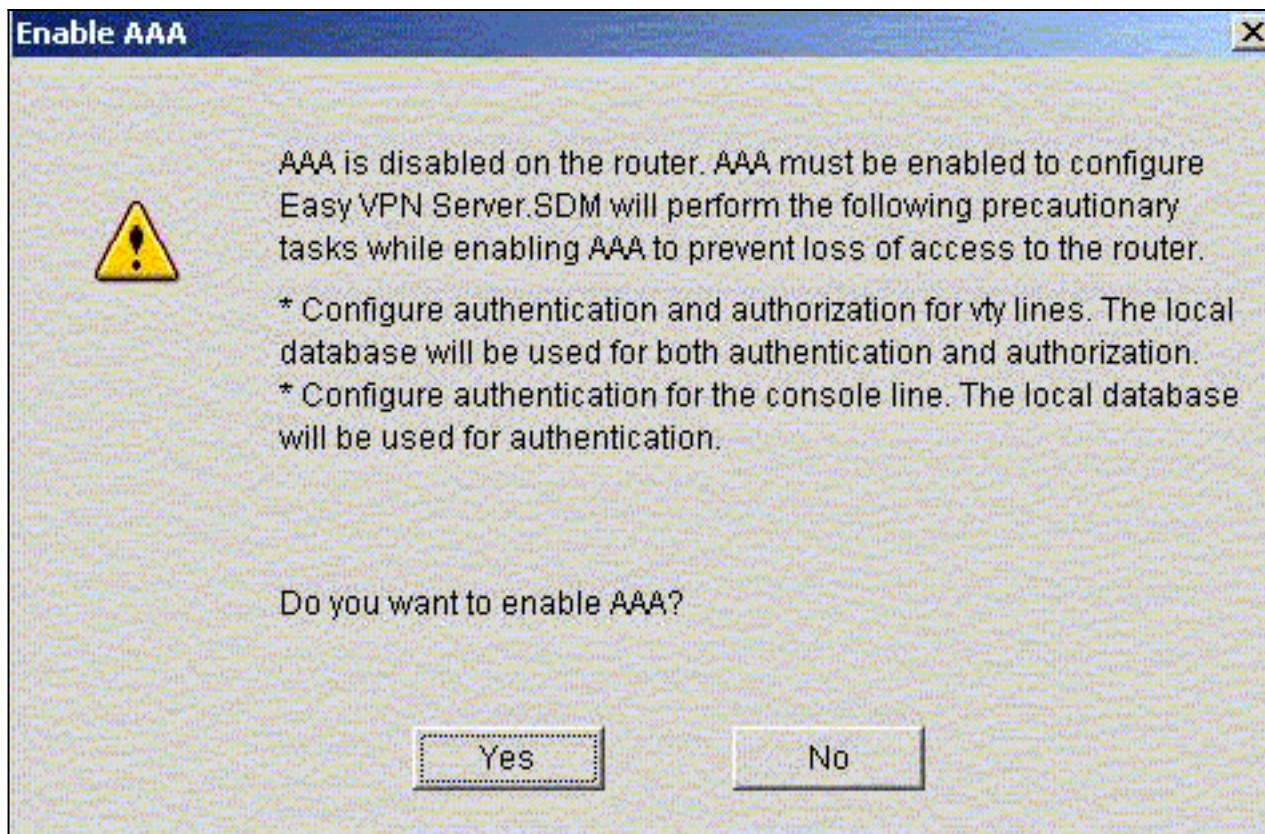 Enable AAA
AAA is disabled on the router. AAA must be enabled to configure
Easy VPN Server.SDM will perform the following precautionary
tasks while enabling AAA to prevent loss of access to the router.
* Configure authentication and authorization for vty lines. The local
database will be used for both authentication and authorization.
* Configure authentication for the console line. The local database
will be used for authentication.
Do you want to enable AAA?
Yes
No